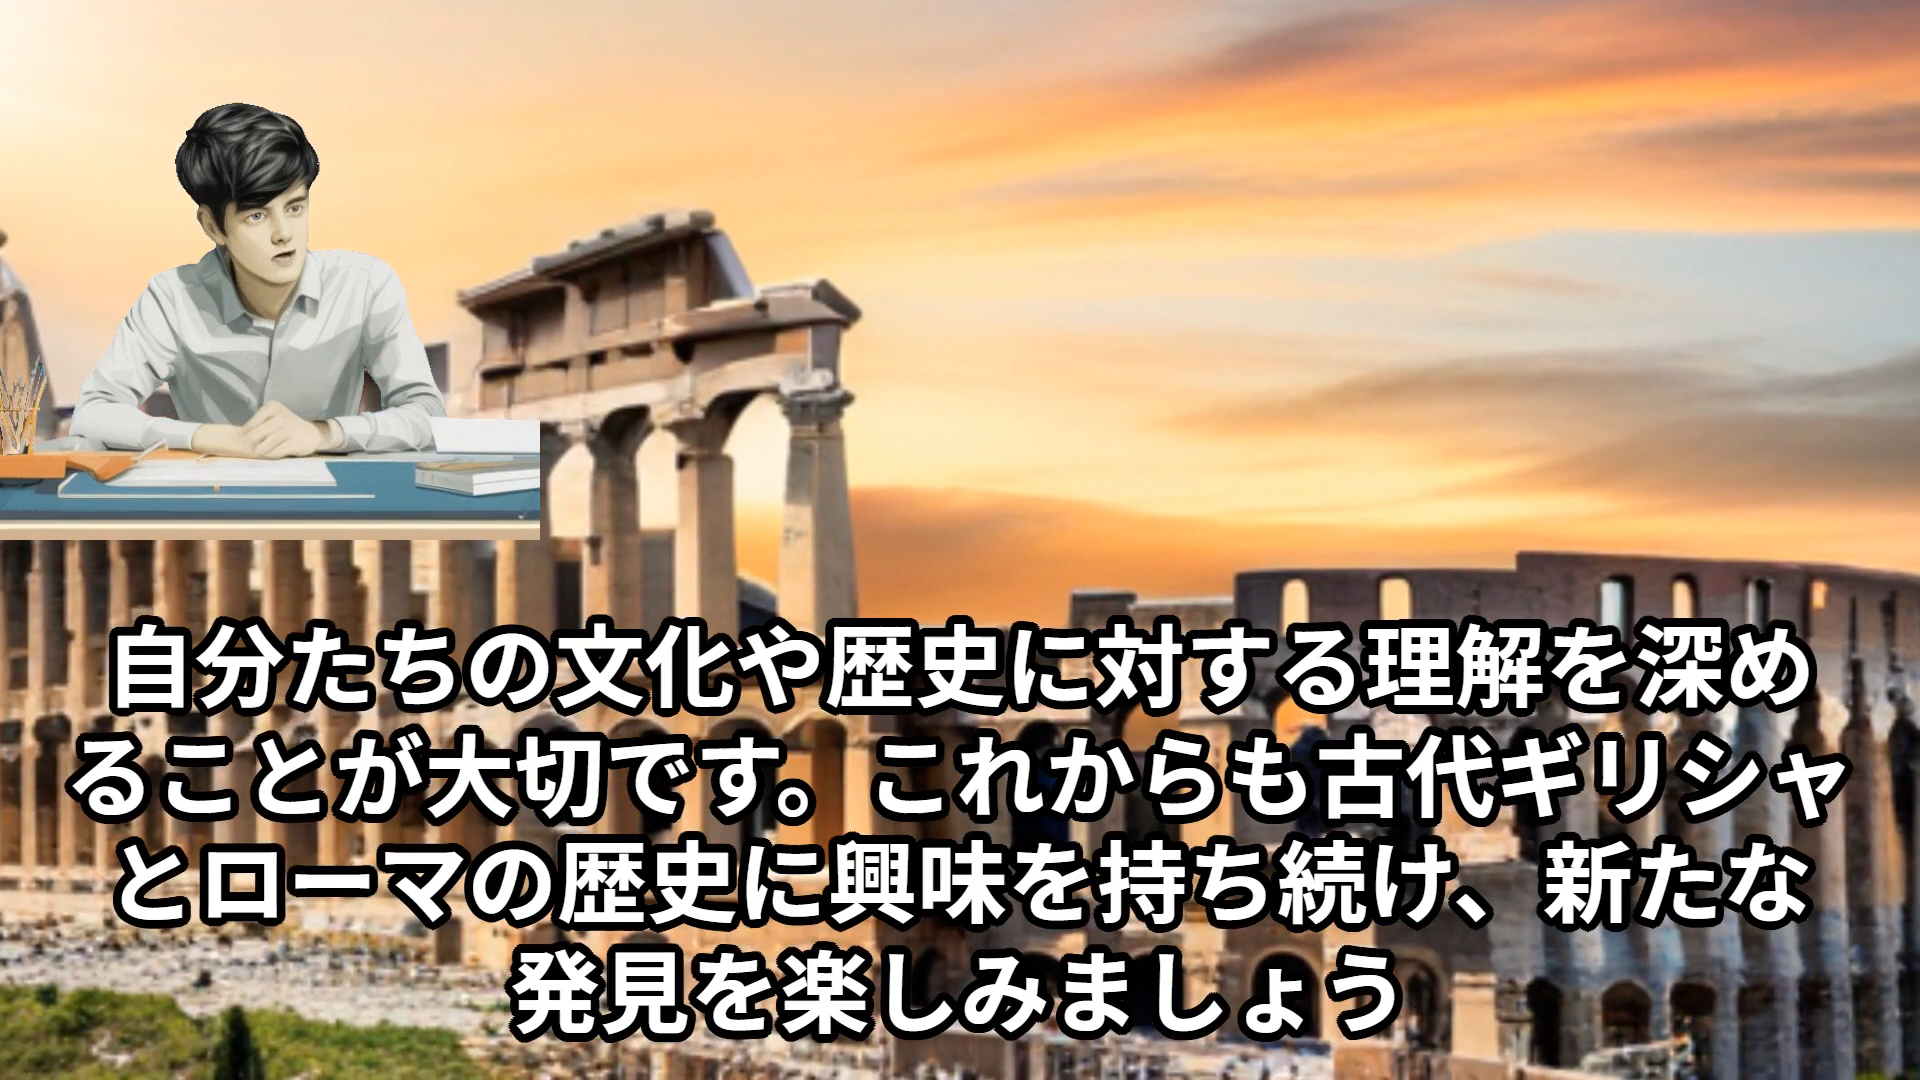 自分たちの文化や歴史に対する理解を深め
ることが大切です。これからも古代ギリシャ
とローマの歴史に興味を持ち続け、新たな
発見を楽しみましょう